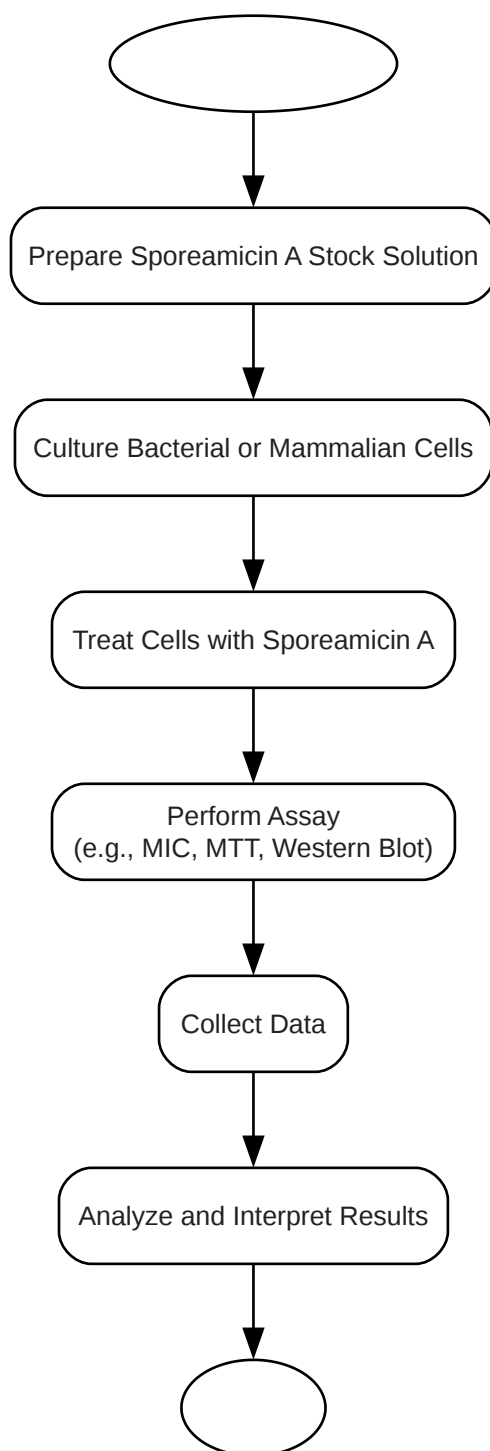 Prepare Sporeamicin A Stock Solution
Culture Bacterial or Mammalian Cells
Treat Cells with Sporeamicin A
Perform Assay
(e.g., MIC, MTT, Western Blot)
Collect Data
Analyze and Interpret Results